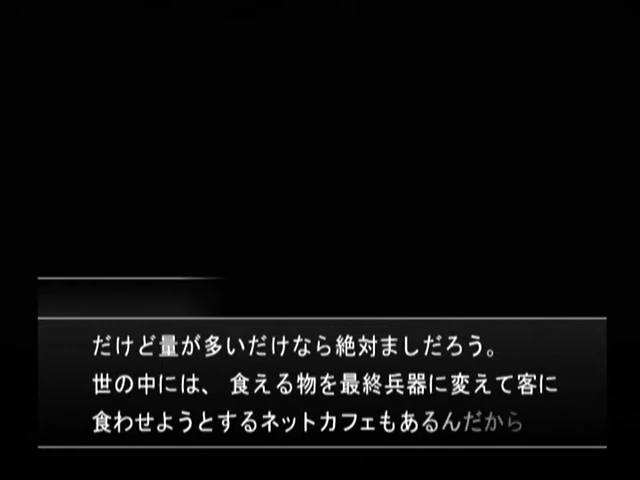 だけど量が多いだけなら絶対ましだろう。
世の中には、食える物を最終兵器に変えて客に
食わせようとするネットカフェもあるんだから